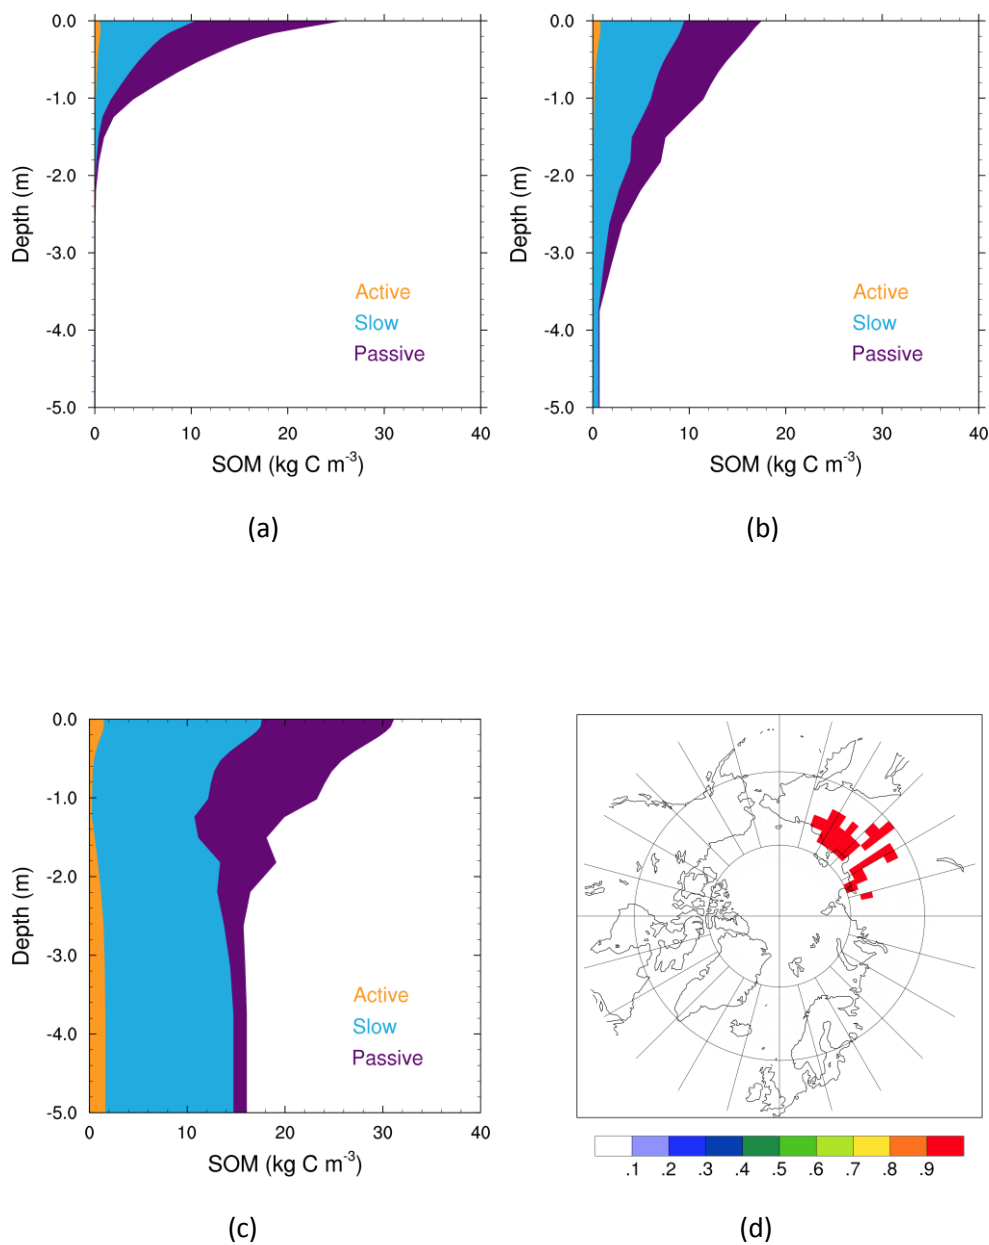 0.0
-1.0
-2.0
-3.0
-4.0
-5.0
Depth (m)
Active
Slow
Passive
0 10 20 30 40
SOM (kg C m-3)
(a)
0.0
-1.0
-2.0
-3.0
-4.0
-5.0
Depth (m)
Active
Slow
Passive
0 10 20 30 40
SOM (kg C m-3)
(b)
0.0
-1.0
-2.0
-3.0
-4.0
-5.0
Depth (m)
Active
Slow
Passive
0 10 20 30 40
SOM (kg C m-3)
(c)
.1 .2 .3 .4 .5 .6 .7 .8 .9
(d)